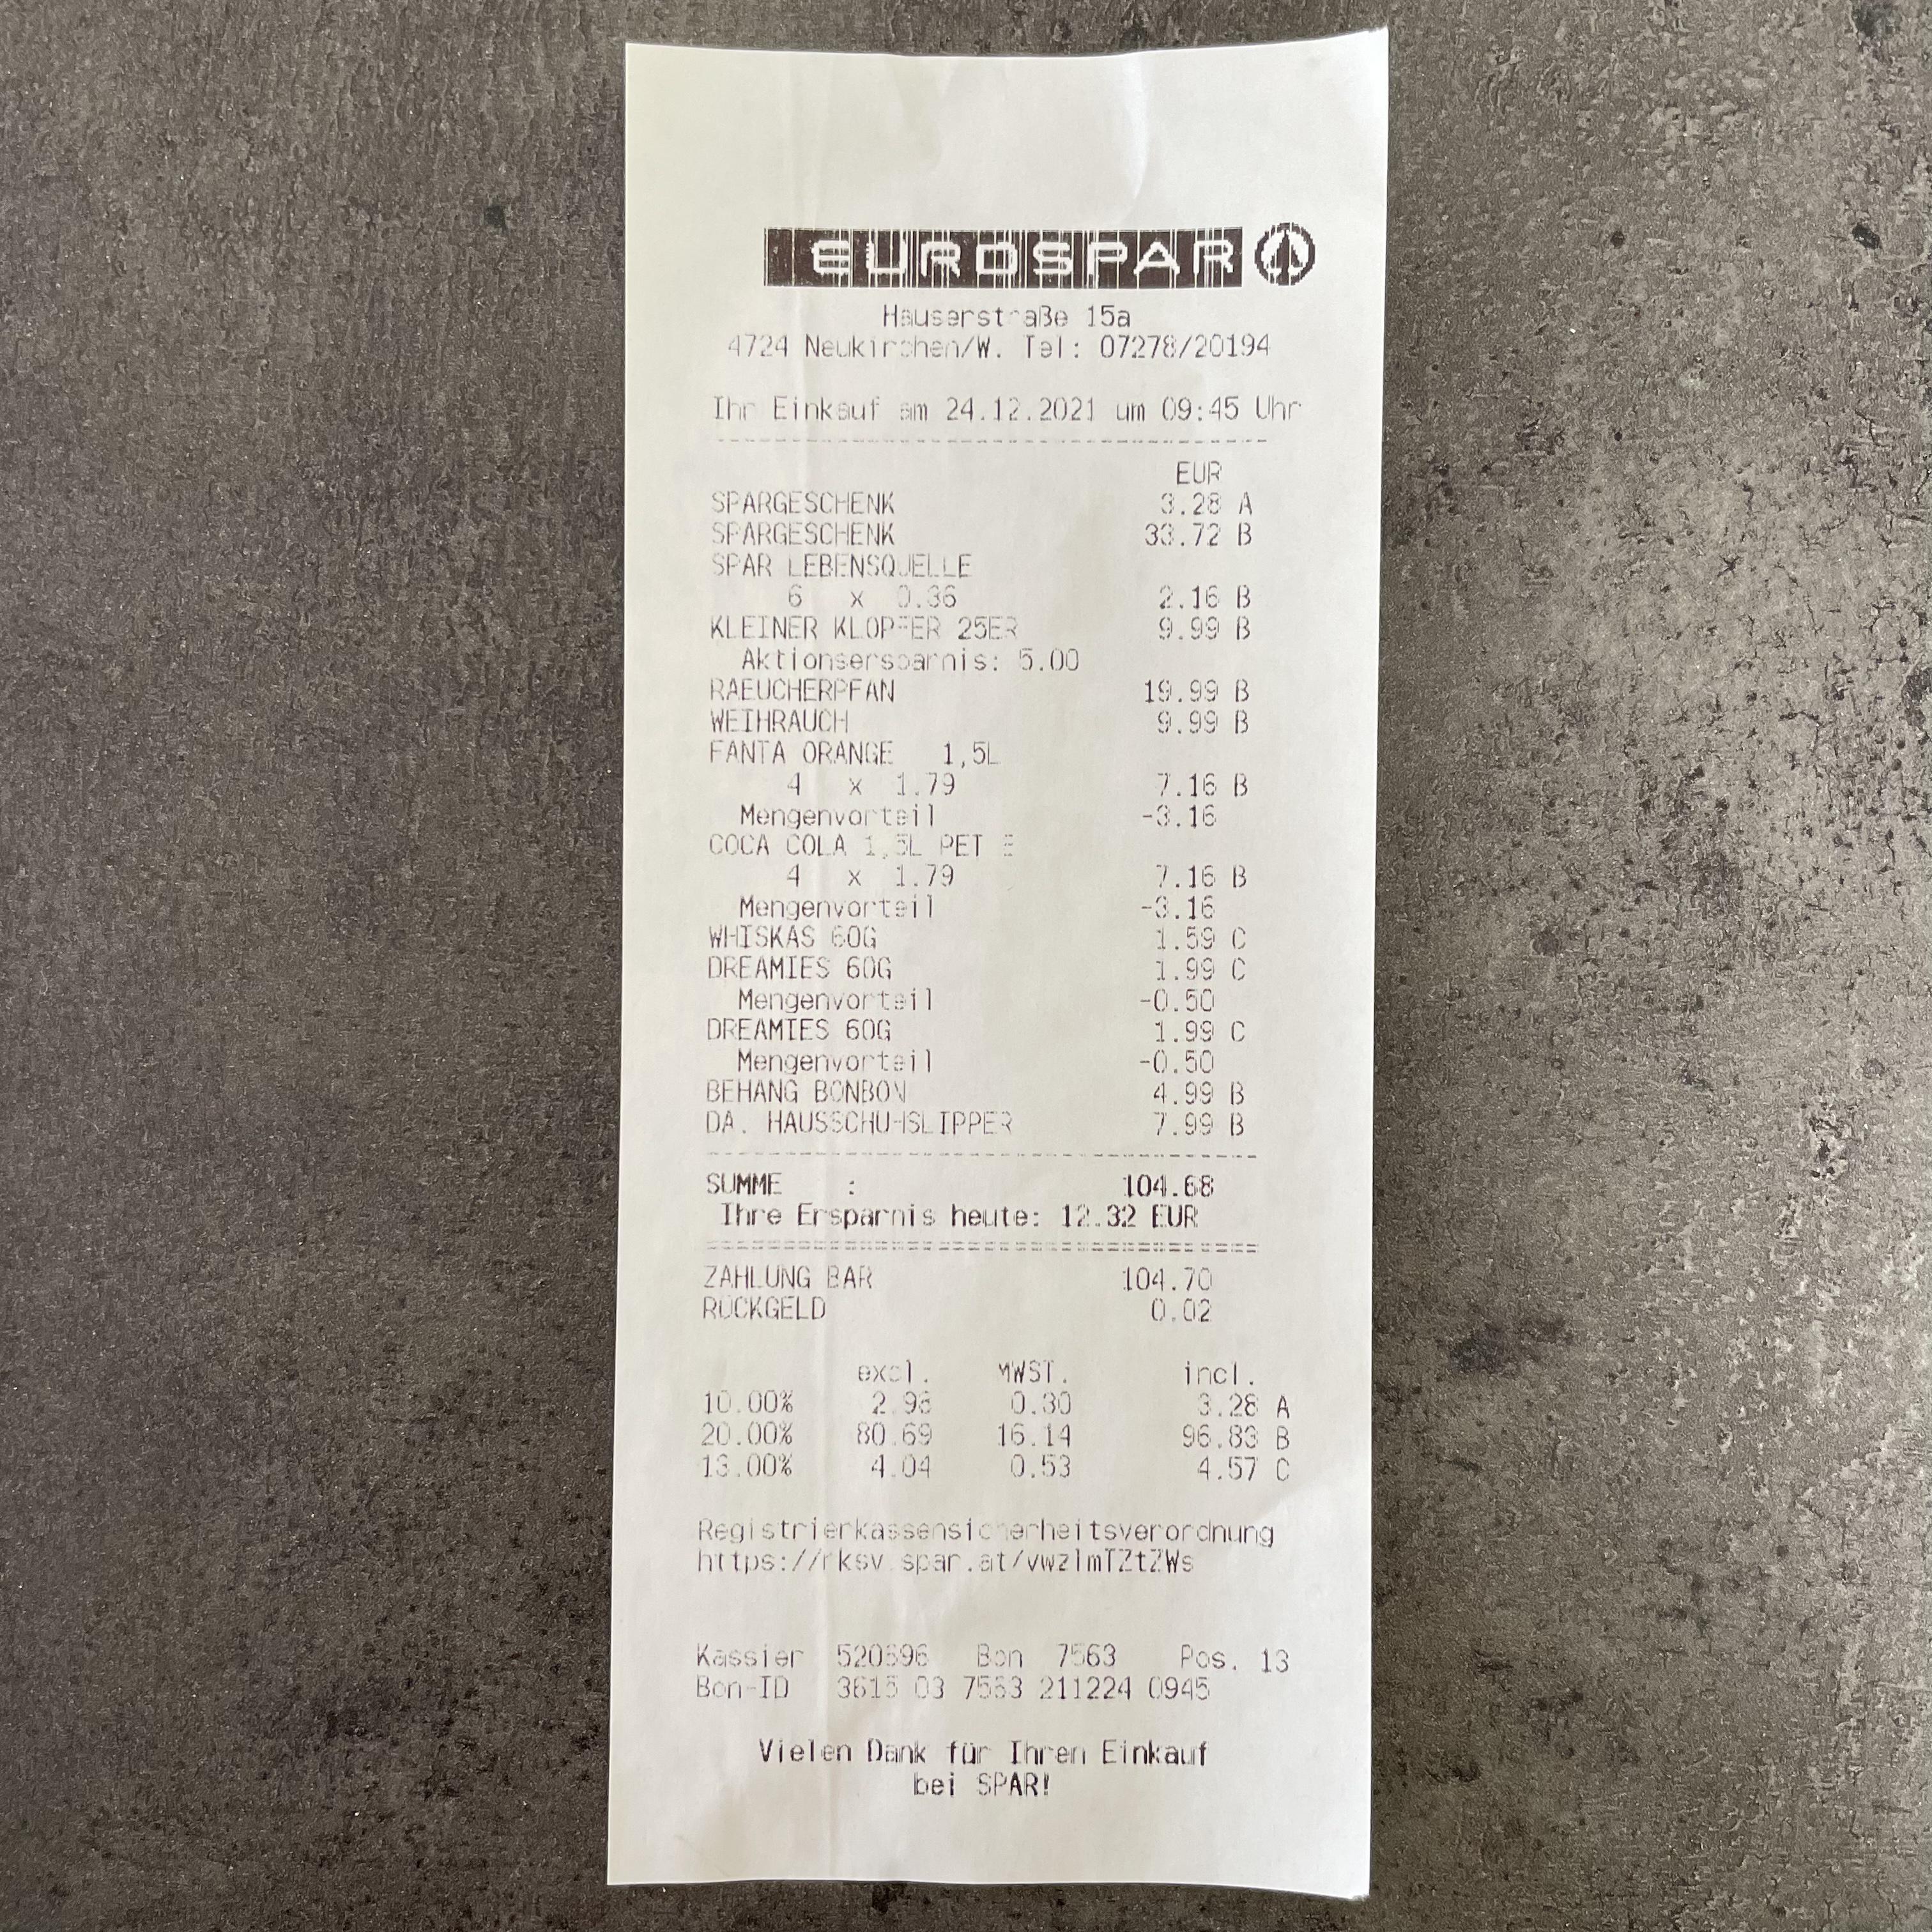 EUROSPAR
Hauserstraße 15a
4724 Neukirchen/W. Tel: 07278/20194
Ihr Einkauf am 24.12.2021 um 09:45 Uhr
EUR
SPARGESCHENK 3.28 A
SPARGESCHENK 33.72 B
SPAR LEBENSQUELLE
6 x 0.36 2.16 B
KLEINER KLOPFER 25ER 9.99 B
Aktionsersparnis: 5.00
RAEUCHERPFAN 19.99 B
WEIHRAUCH 9.99 B
FANTA ORANGE 1,5L
4 x 1.79 7.16 B
Mengenvorteil -3.16
COCA COLA 1,5L PET E
4 x 1.79 7.16 B
Mengenvorteil -3.16
WHISKAS 60G 1.59 C
DREAMIES 60G 1.99 C
Mengenvorteil -0.50
DREAMIES 60G 1.99 C
Mengenvorteil -0.50
BEHANG BONBON 4.99 B
DA. HAUSSCHUHSLIPPER 7.99 B
SUMME : 104.68
Ihre Ersparnis heute: 12.32 EUR
ZAHLUNG BAR 104.70
RÜCKGELD 0.02
excl. MWST. incl.
10.00% 2.98 0.30 3.28 A
20.00% 80.69 16.14 96.83 B
13.00% 4.04 0.53 4.57 C
Registrierkassensicherheitsverordnung
https://rksv.spar.at/vwzlmTZtZWs
Kassier 520696 Bon 7563 Pos. 13
Bon-ID 3615 03 7563 211224 0945
Vielen Dank für Ihren Einkauf
bei SPAR!